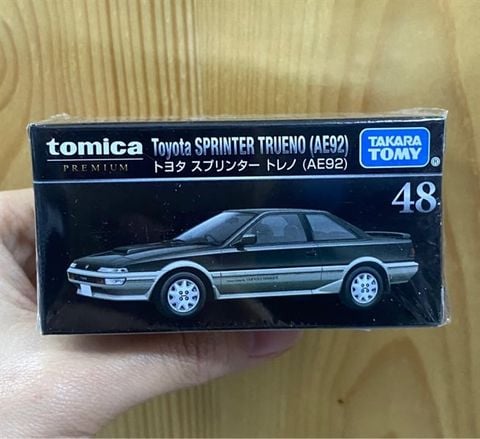 tomica
PREMIUM
Toyota SPRINTER TRUENO (AE92)
トヨタ スプリンター トレノ (AE92)
TAKARA
TOMY
48